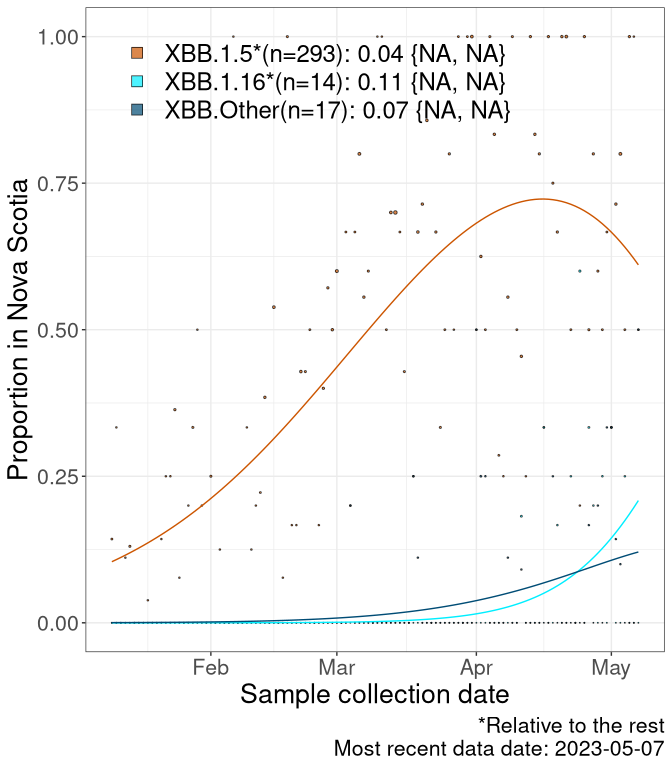 1.00
XBB.1.5*(n=293): 0.04 {NA, NA}
XBB.1.16*(n=14): 0.11 {NA, NA}
XBB.Other(n=17): 0.07 {NA, NA}
0.75
0.50
0.25
0.00
Proportion in Nova Scotia
Feb Mar Apr May
Sample collection date
*Relative to the rest
Most recent data date: 2023-05-07